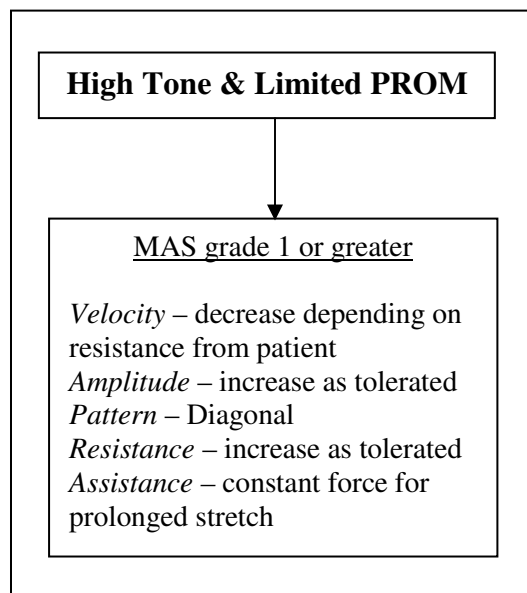 High Tone & Limited PROM
MAS grade 1 or greater
Velocity – decrease depending on
resistance from patient
Amplitude – increase as tolerated
Pattern – Diagonal
Resistance – increase as tolerated
Assistance – constant force for
prolonged stretch